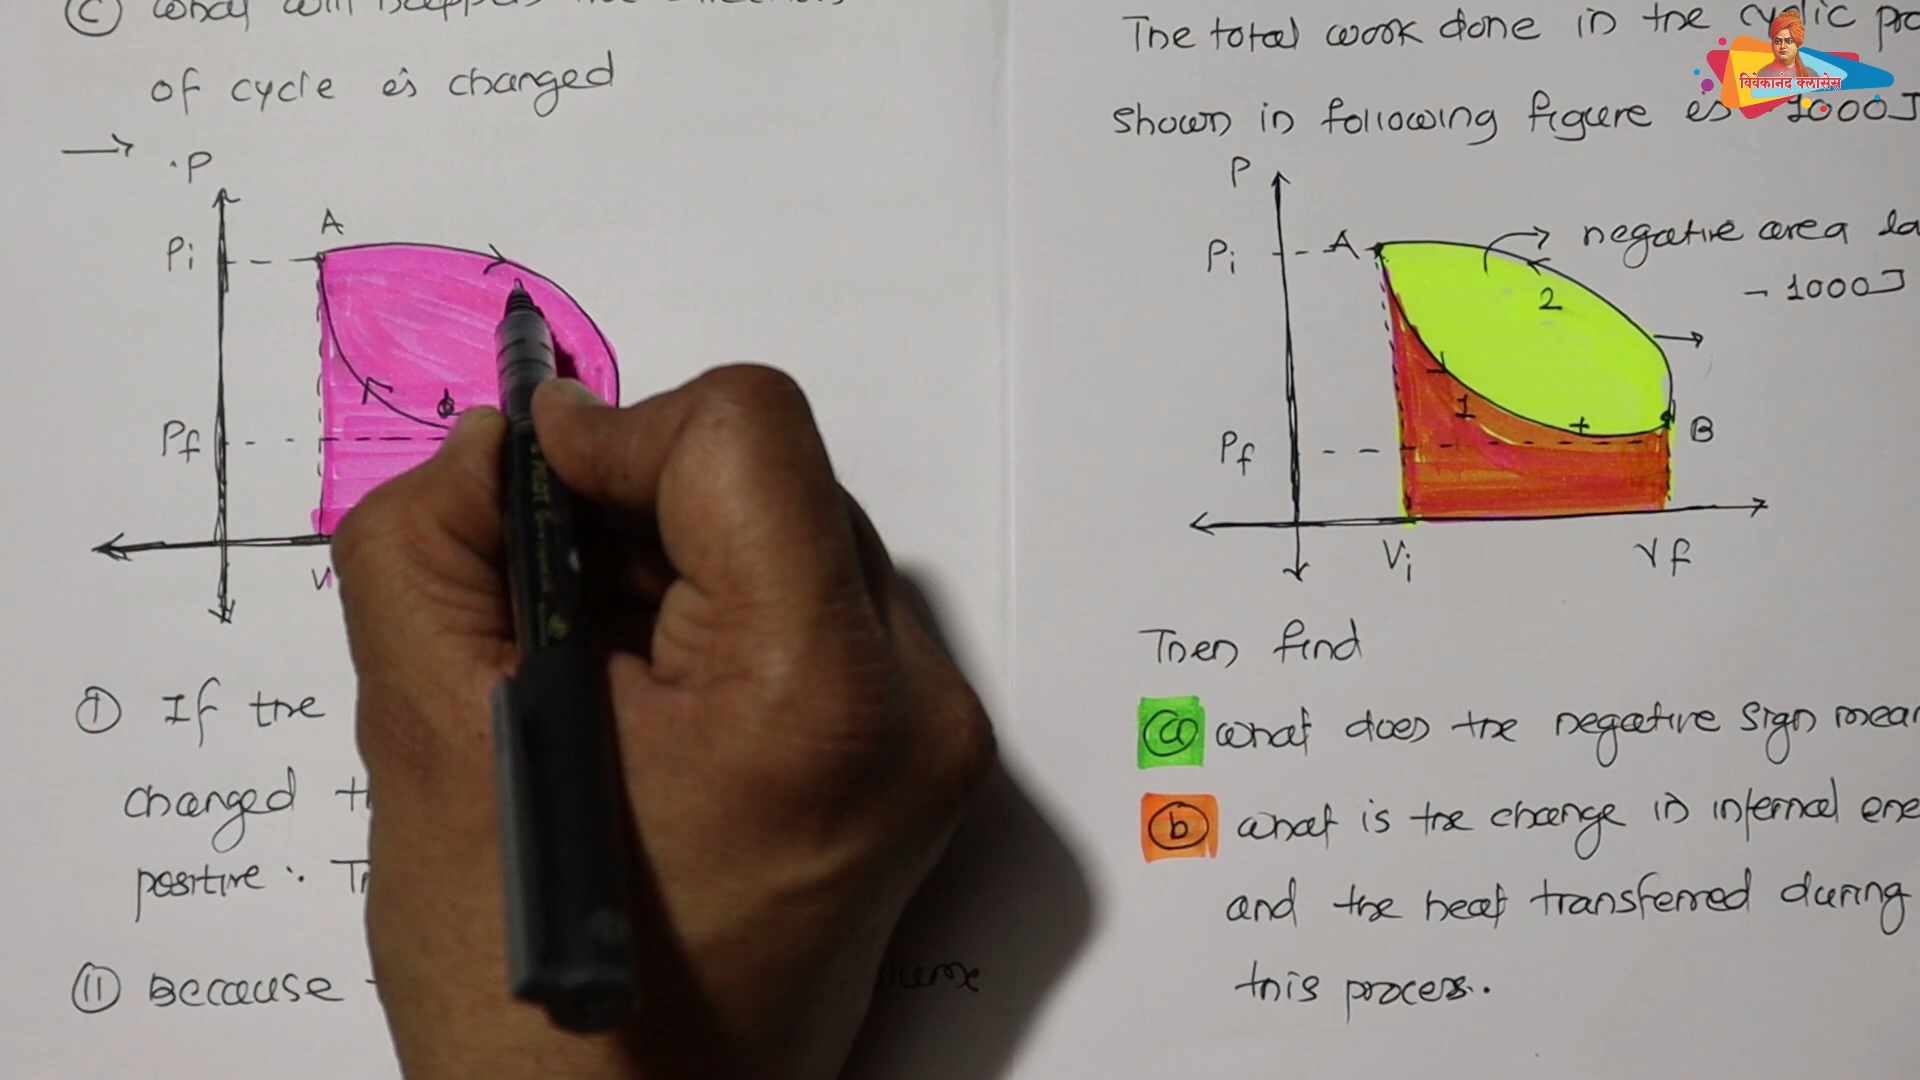 of cycle is changed
P
A
Pi
Pf
① If the
changed
positive ∴
⑪ Because
The total work done in the cyclic
shown in following figure is -1000J
विवेकानंद क्लासेस
P
Pi
A
negative area
- 1000J
2
1
+
B
Pf
Vi
Vf
Then find
ⓐ what does the negative sign
ⓑ what is the change in internal
and the heat transferred during
this process.